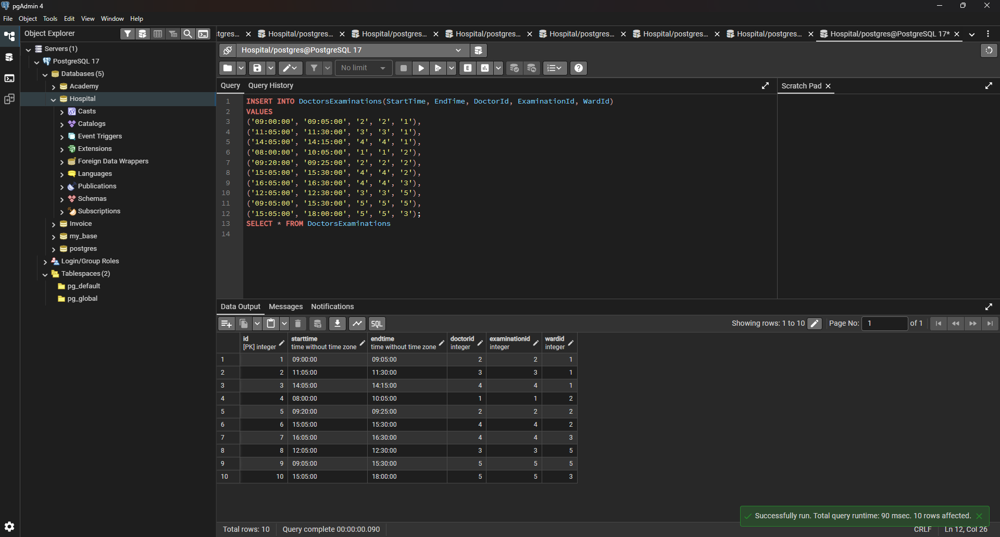 pgAdmin 4
File Object Tools Edit View Window Help
Object Explorer
Servers (1)
PostgreSQL 17
Databases (5)
Academy
Hospital
Casts
Catalogs
Event Triggers
Extensions
Foreign Data Wrappers
Languages
Publications
Schemas
Subscriptions
Invoice
my_base
postgres
Login/Group Roles
Tablespaces (2)
pg_default
pg_global
tgres... Hospital/postgres... Hospital/postgres... Hospital/postgres... Hospital/postgres... Hospital/postgres... Hospital/postgres... Hospital/postgres@PostgreSQL 17*
Hospital/postgres@PostgreSQL 17
No limit E
Query Query History
Scratch Pad
1 INSERT INTO DoctorsExaminations(StartTime, EndTime, DoctorId, ExaminationId, WardId)
2 VALUES
3 ('09:00:00', '09:05:00', '2', '2', '1'),
4 ('11:05:00', '11:30:00', '3', '3', '1'),
5 ('14:05:00', '14:15:00', '4', '4', '1'),
6 ('08:00:00', '10:05:00', '1', '1', '2'),
7 ('09:20:00', '09:25:00', '2', '2', '2'),
8 ('15:05:00', '15:30:00', '4', '4', '2'),
9 ('16:05:00', '16:30:00', '4', '4', '3'),
10 ('12:05:00', '12:30:00', '3', '3', '5'),
11 ('09:05:00', '15:30:00', '5', '5', '5'),
12 ('15:05:00', '18:00:00', '5', '5', '3');
13 SELECT * FROM DoctorsExaminations
14
Data Output Messages Notifications
SQL Showing rows: 1 to 10 Page No: 1 of 1
id starttime endtime doctorid examinationid wardid
[PK] integer time without time zone time without time zone integer integer integer
1 1 09:00:00 09:05:00 2 2 1
2 2 11:05:00 11:30:00 3 3 1
3 3 14:05:00 14:15:00 4 4 1
4 4 08:00:00 10:05:00 1 1 2
5 5 09:20:00 09:25:00 2 2 2
6 6 15:05:00 15:30:00 4 4 2
7 7 16:05:00 16:30:00 4 4 3
8 8 12:05:00 12:30:00 3 3 5
9 9 09:05:00 15:30:00 5 5 5
10 10 15:05:00 18:00:00 5 5 3
Successfully run. Total query runtime: 90 msec. 10 rows affected.
Total rows: 10 Query complete 00:00:00.090 CRLF Ln 12, Col 26